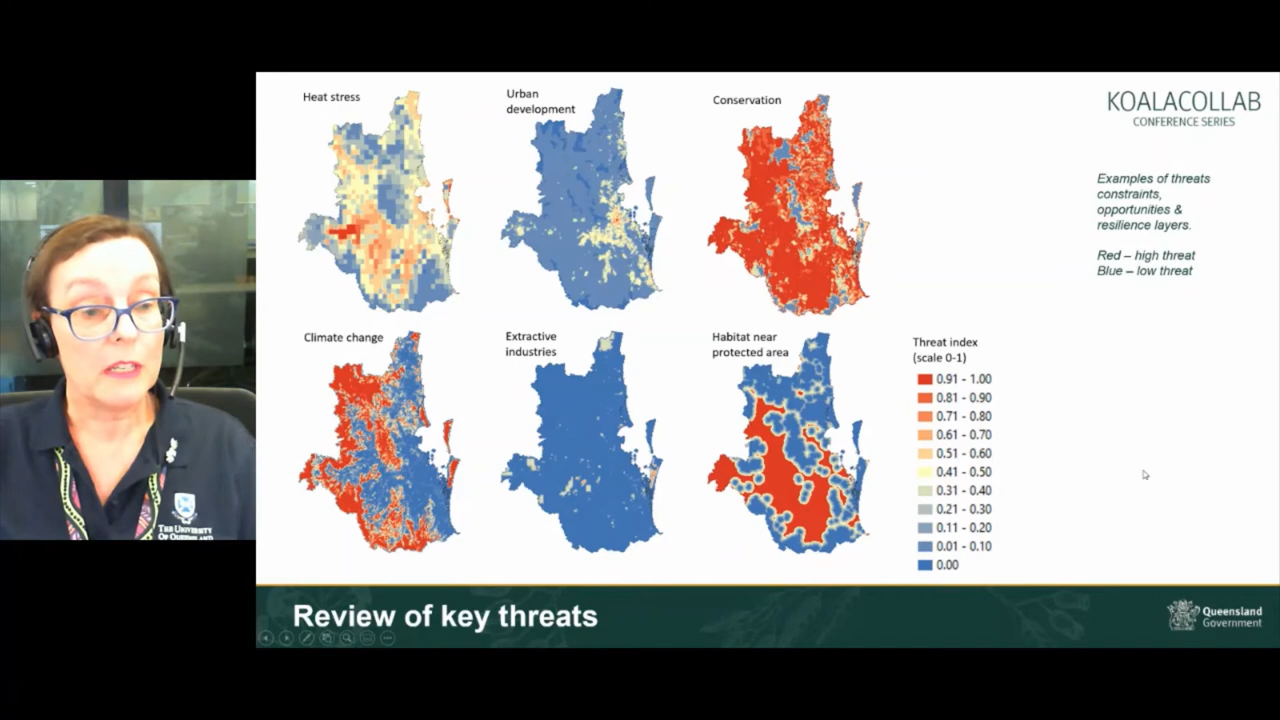 Heat stress
Urban
development
Conservation
KOALACOLLAB
CONFERENCE SERIES
Examples of threats
constraints,
opportunities &
resilience layers.
Red – high threat
Blue – low threat
Climate change
Extractive
industries
Habitat near
protected area
Threat index
(scale 0-1)
0.91 - 1.00
0.81 - 0.90
0.71 - 0.80
0.61 - 0.70
0.51 - 0.60
0.41 - 0.50
0.31 - 0.40
0.21 - 0.30
0.11 - 0.20
0.01 - 0.10
0.00
THE UNIVERSITY
OF QUEENSLAND
Review of key threats
Queensland
Government